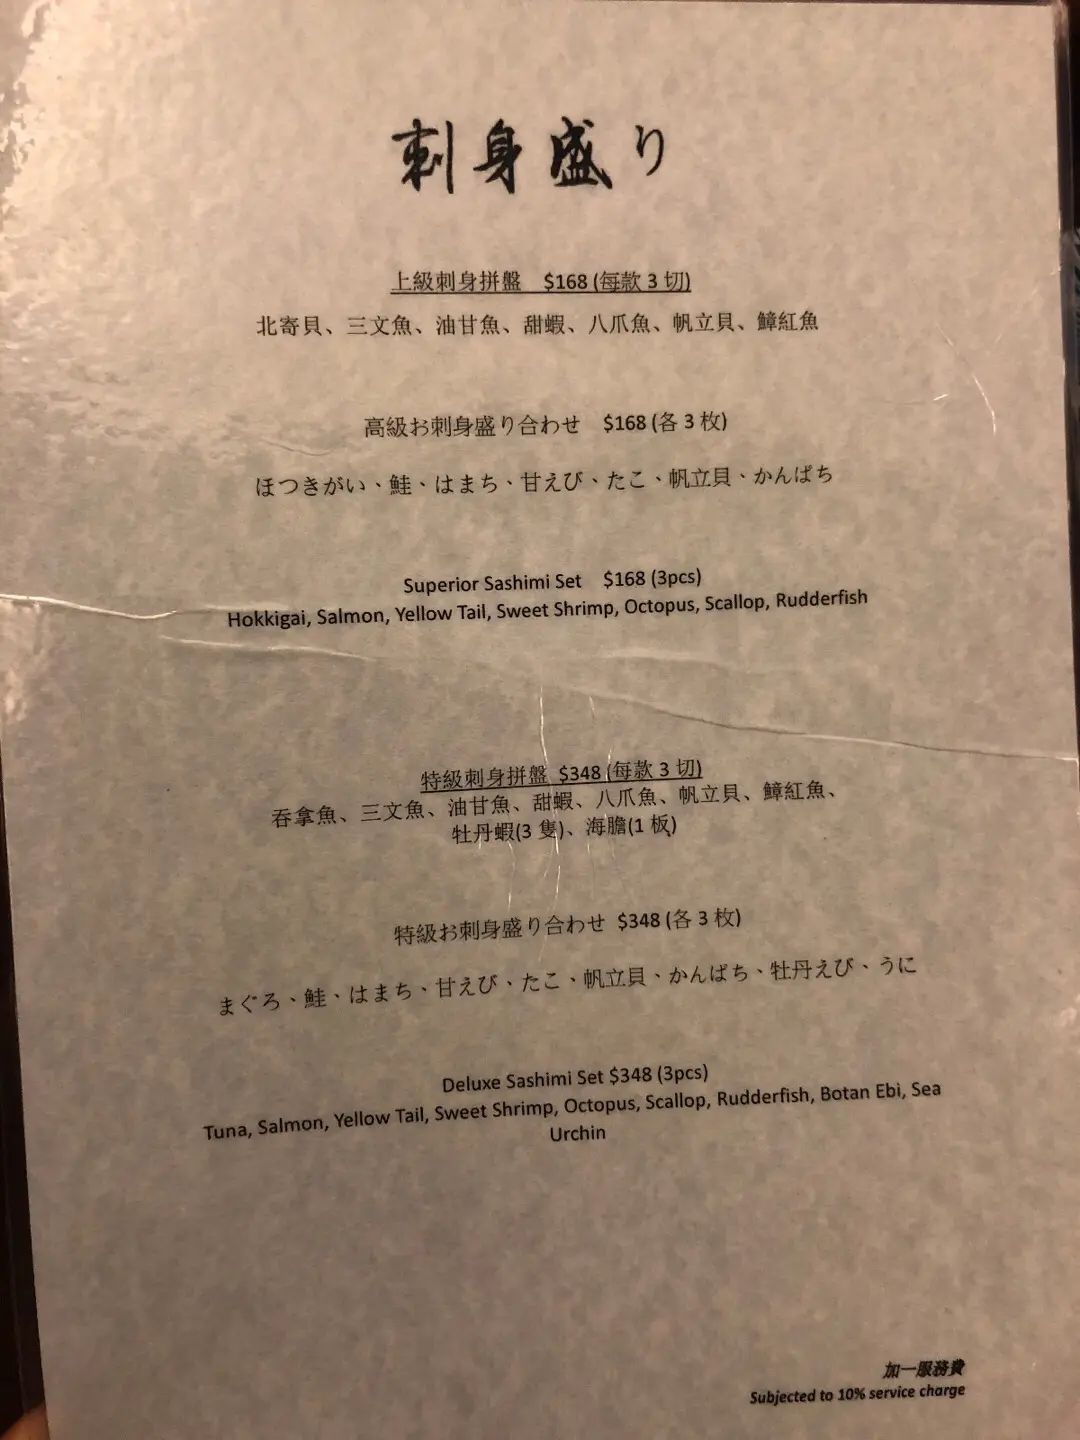 刺身盛り
上級刺身拼盤 $168 (每款 3 切)
北寄貝、三文魚、油甘魚、甜蝦、八爪魚、帆立貝、鱆紅魚
高級お刺身盛り合わせ $168 (各 3 枚)
ほつきがい、鮭、はまち、甘えび、たこ、帆立貝、かんぱち
Superior Sashimi Set $168 (3pcs)
Hokkigai, Salmon, Yellow Tail, Sweet Shrimp, Octopus, Scallop, Rudderfish
特級刺身拼盤 $348 (每款 3 切)
吞拿魚、三文魚、油甘魚、甜蝦、八爪魚、帆立貝、鱆紅魚、
牡丹蝦(3 隻)、海膽(1 板)
特級お刺身盛り合わせ $348 (各 3 枚)
まぐろ、鮭、はまち、甘えび、たこ、帆立貝、かんぱち、牡丹えび、うに
Deluxe Sashimi Set $348 (3pcs)
Tuna, Salmon, Yellow Tail, Sweet Shrimp, Octopus, Scallop, Rudderfish, Botan Ebi, Sea
Urchin
加一服務費
Subjected to 10% service charge